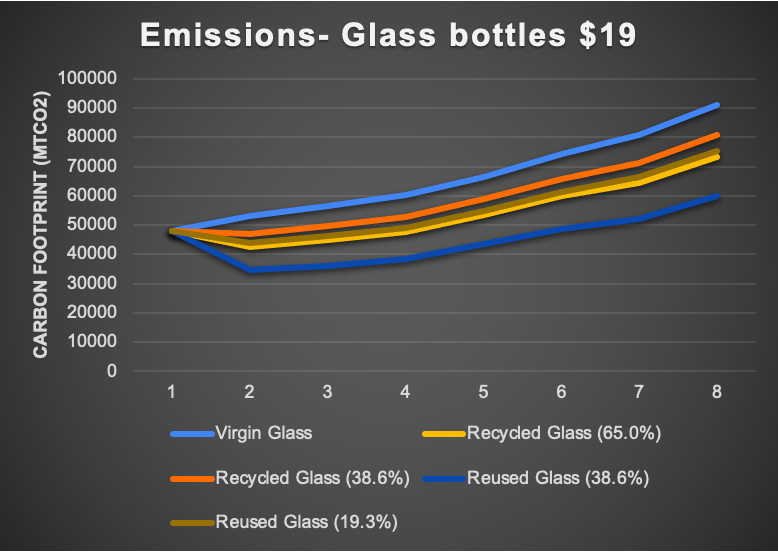 Emissions- Glass bottles $19
CARBON FOOTPRINT (MTCO2)
100000
90000
80000
70000
60000
50000
40000
30000
20000
10000
0
1 2 3 4 5 6 7 8
Virgin Glass Recycled Glass (65.0%)
Recycled Glass (38.6%) Reused Glass (38.6%)
Reused Glass (19.3%)